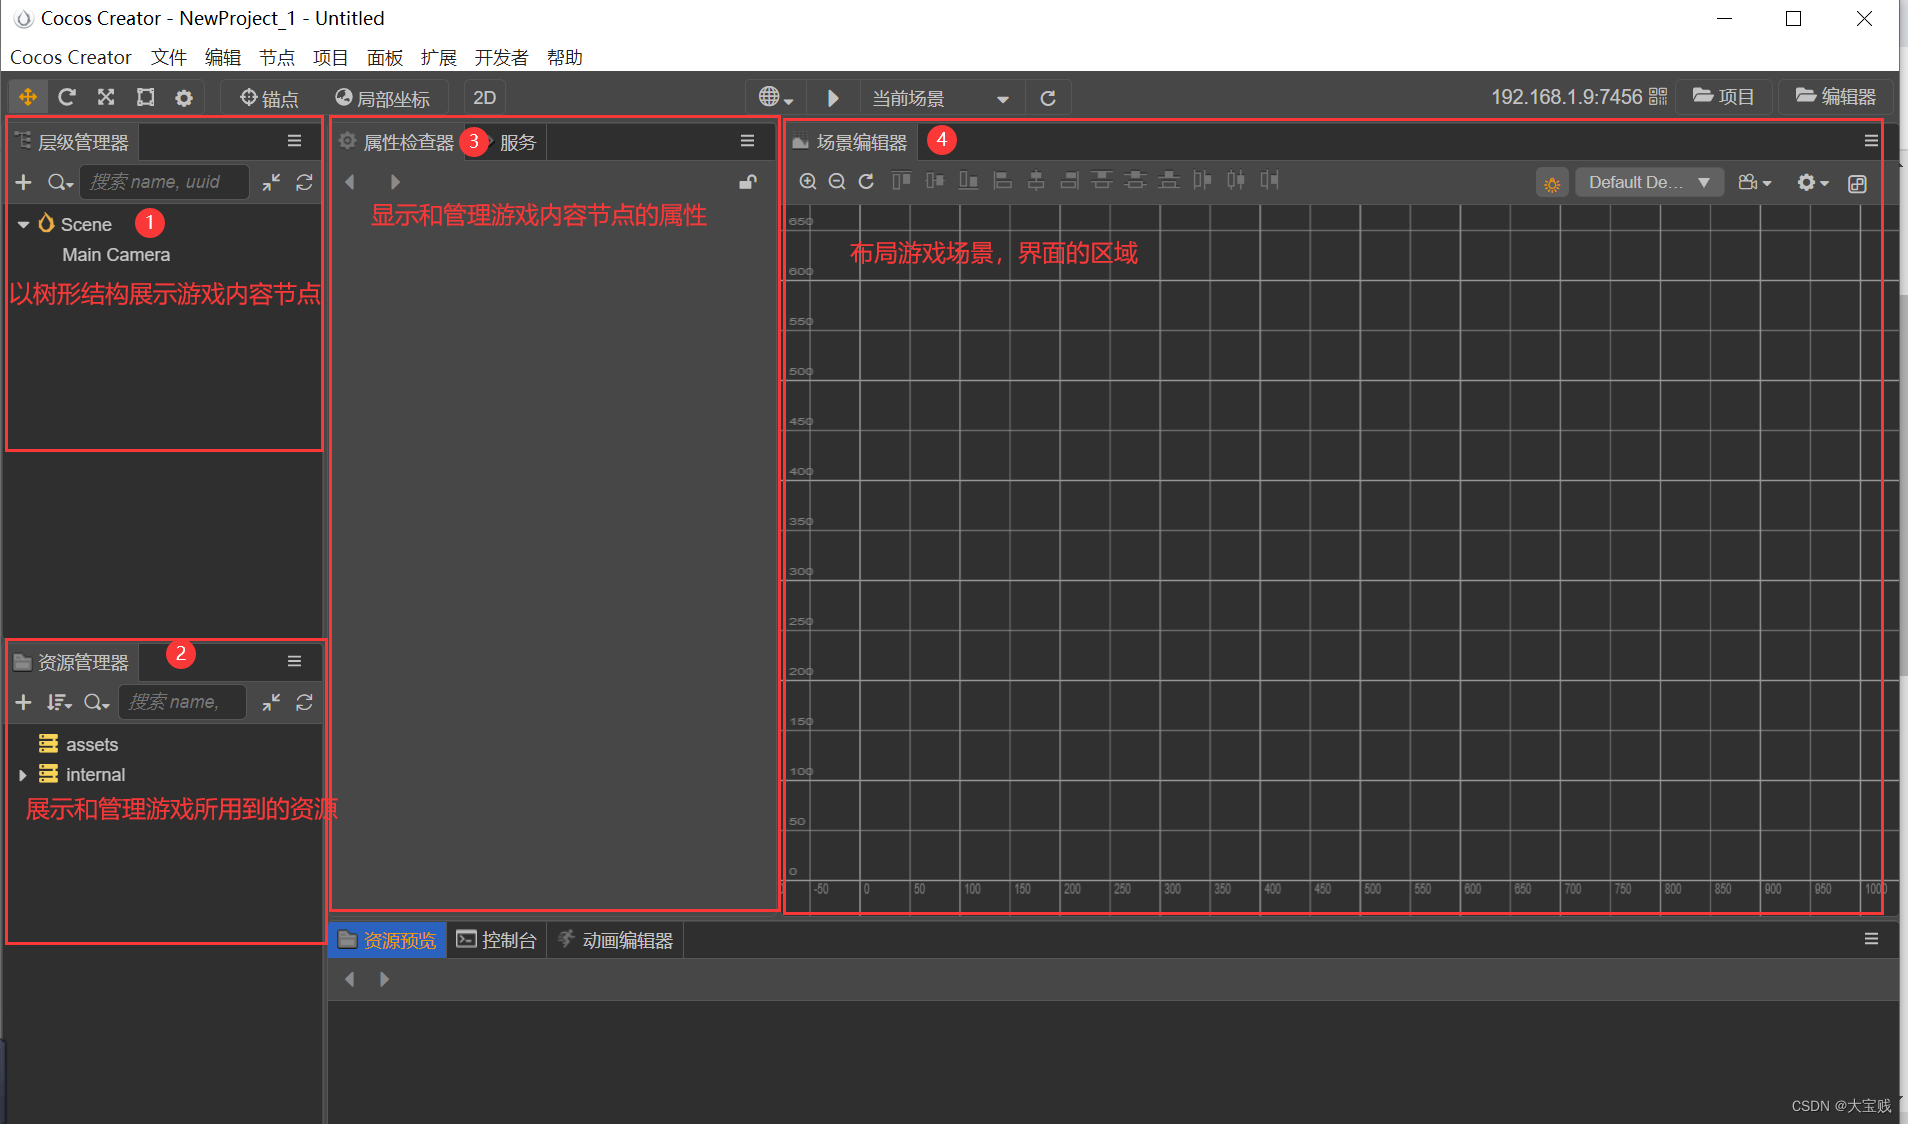 Cocos Creator - NewProject_1 - Untitled
Cocos Creator 文件 编辑 节点 项目 面板 扩展 开发者 帮助
锚点 局部坐标 2D 当前场景 192.168.1.9:7456 项目 编辑器
层级管理器
搜索 name, uuid
Scene 1
Main Camera
以树形结构展示游戏内容节点
资源管理器 2
搜索 name,
assets
internal
展示和管理游戏所用到的资源
属性检查器 3 服务
显示和管理游戏内容节点的属性
场景编辑器 4
Default De...
布局游戏场景，界面的区域
650
600
550
500
450
400
350
300
250
200
150
100
50
0
-50 0 50 100 150 200 250 300 350 400 450 500 550 600 650 700 750 800 850 900 950 1000
资源预览 控制台 动画编辑器
CSDN @大宝贱